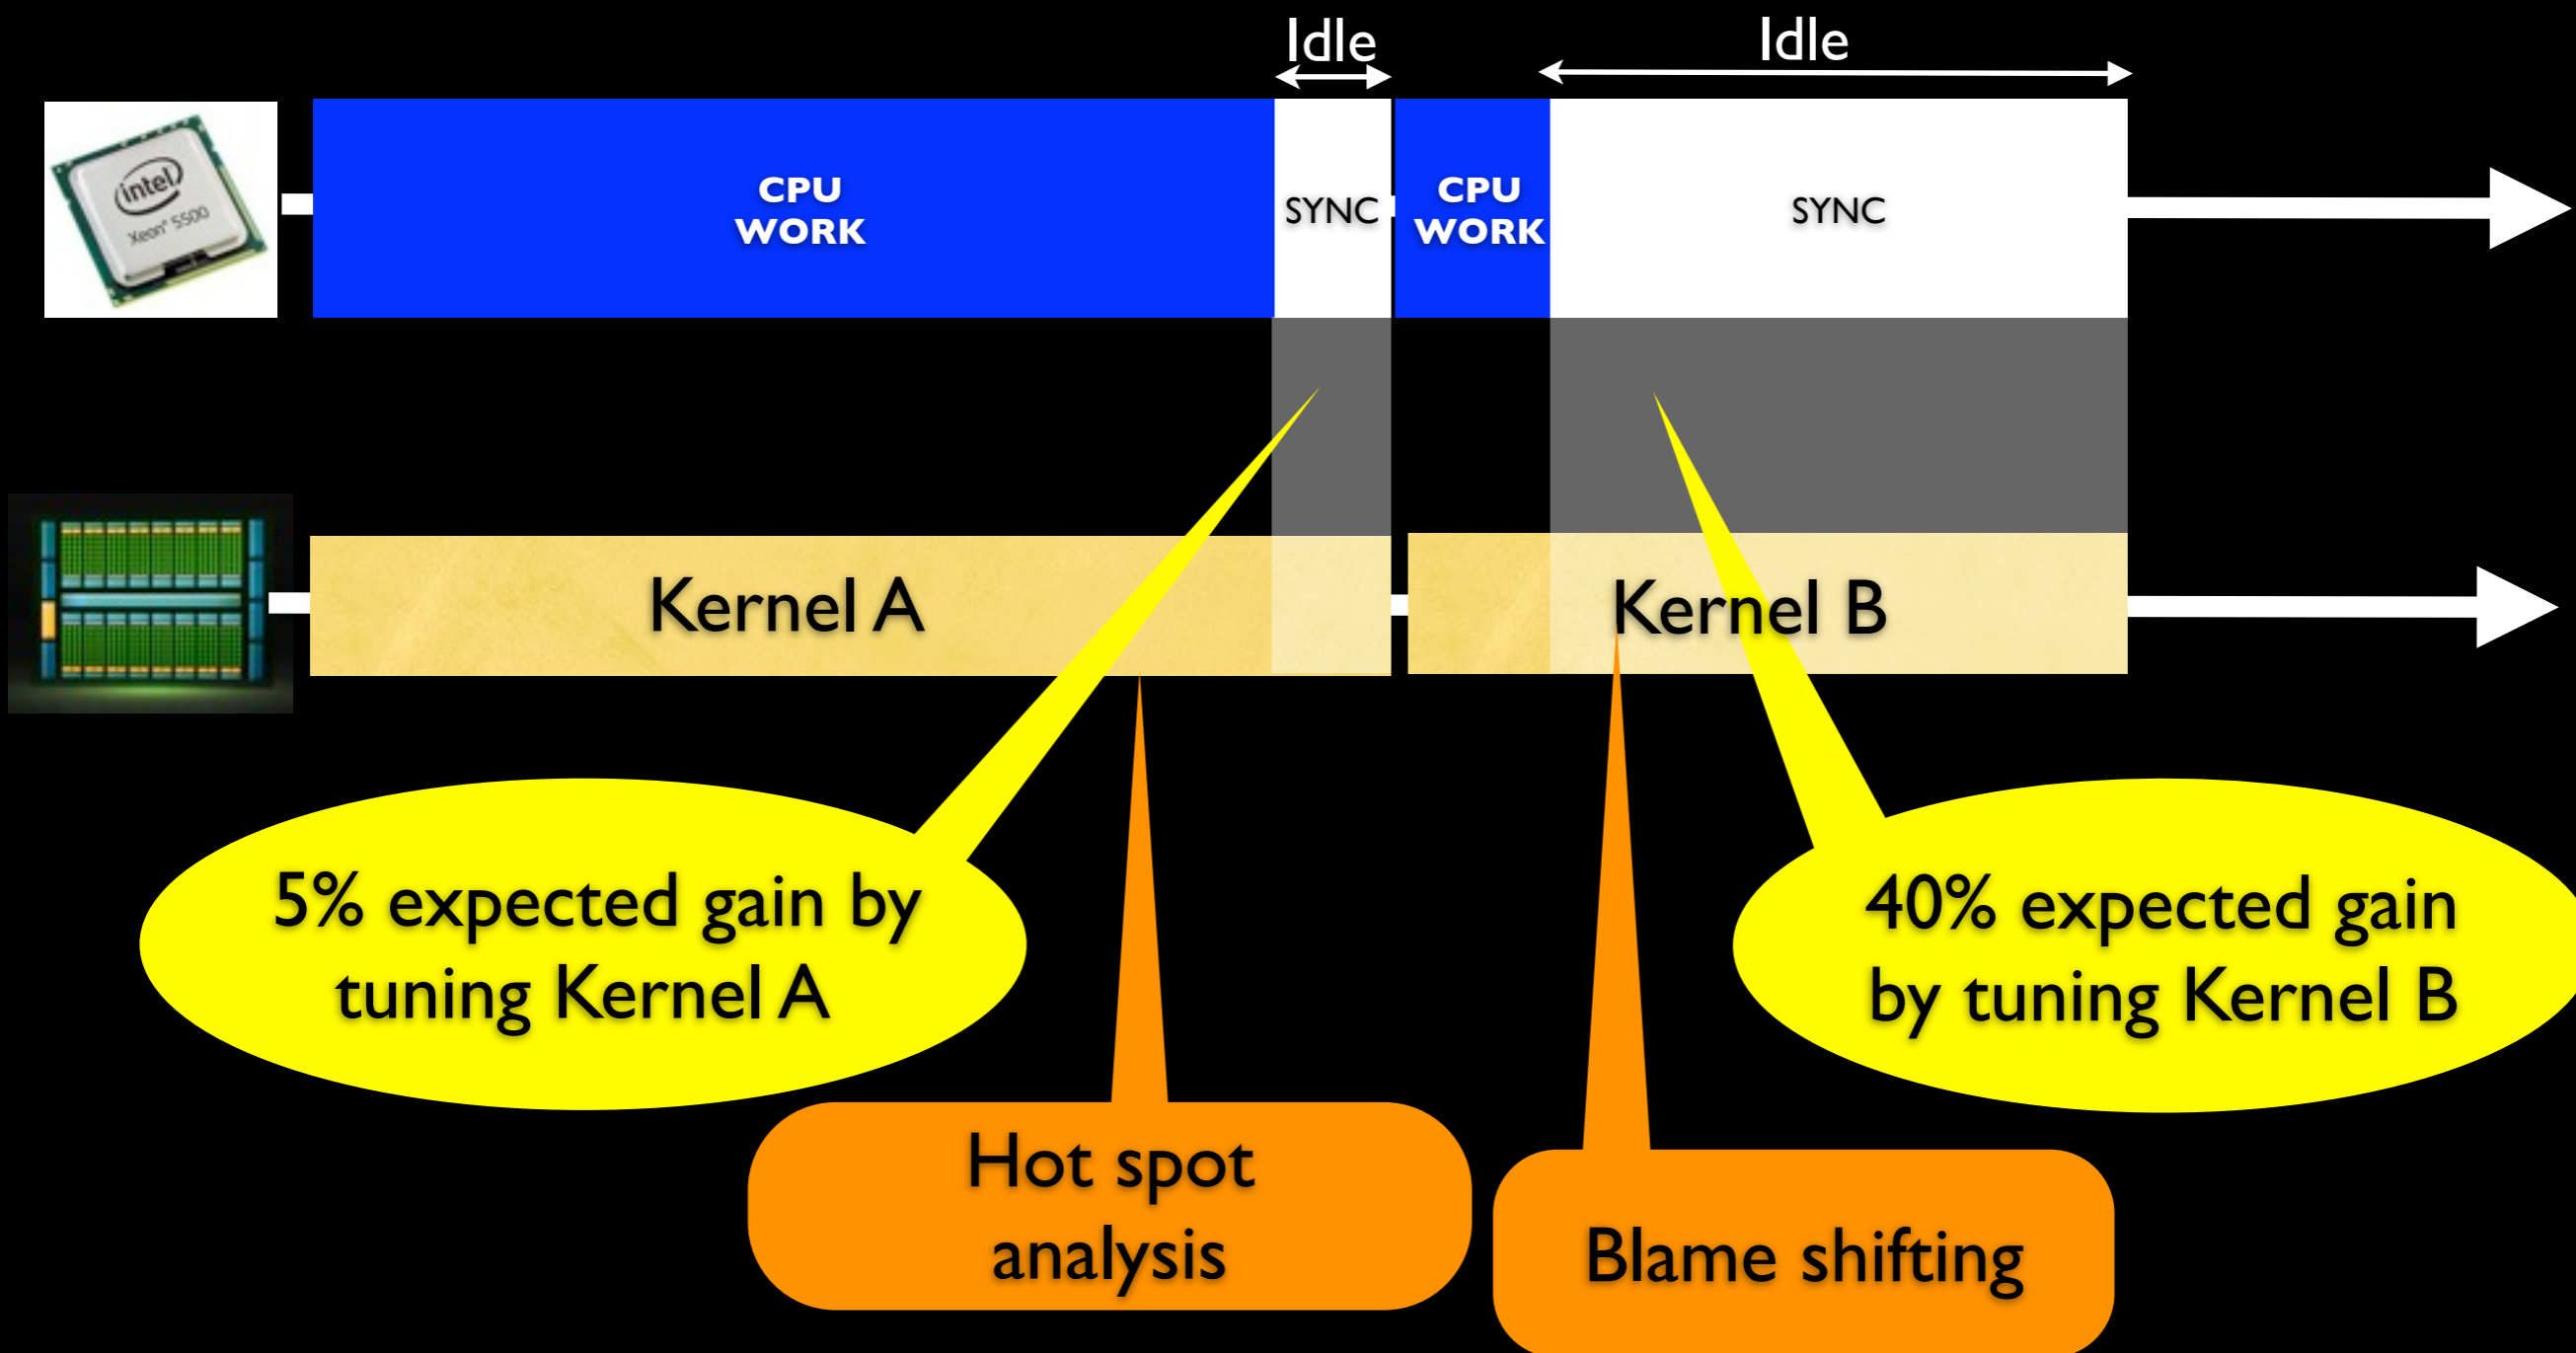 Idle
Idle
intel
Xeon® 5500
CPU
WORK
SYNC
CPU
WORK
SYNC
Kernel A
Kernel B
5% expected gain by
tuning Kernel A
40% expected gain
by tuning Kernel B
Hot spot
analysis
Blame shifting